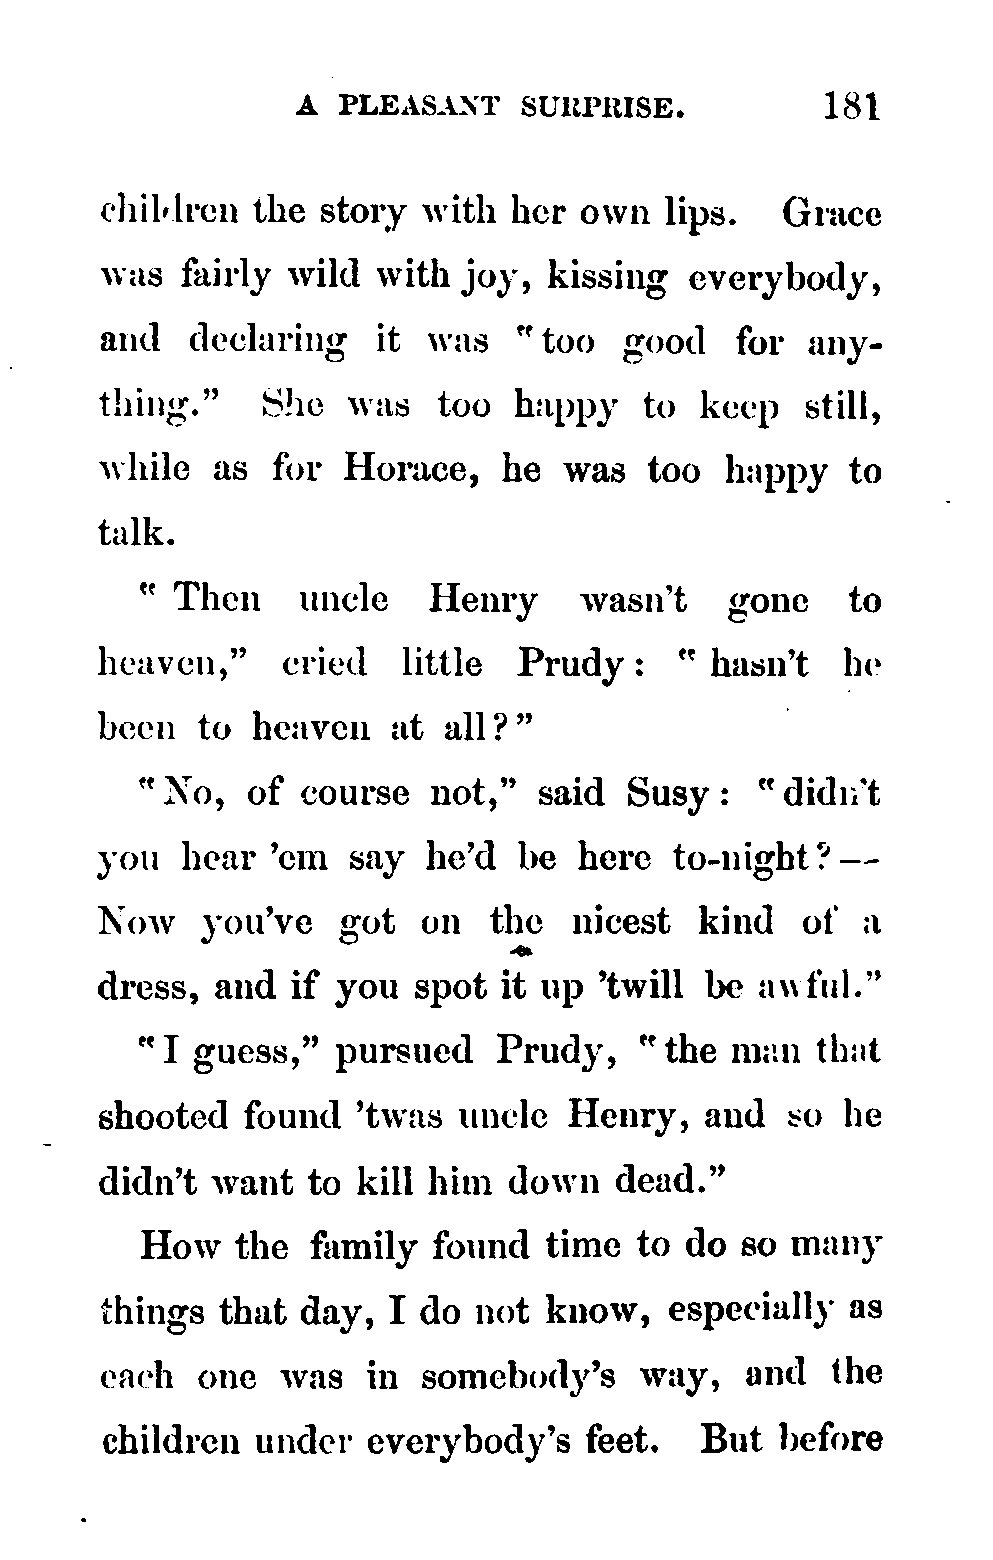 A PLEASANT SURPRISE. 181
children the story with her own lips. Grace
was fairly wild with joy, kissing everybody,
and declaring it was "too good for any-
thing." She was too happy to keep still,
while as for Horace, he was too happy to
talk.
" Then uncle Henry wasn't gone to
heaven," cried little Prudy: " hasn't he
been to heaven at all?"
"No, of course not," said Susy: "didn't
you hear 'em say he'd be here to-night?—
Now you've got on the nicest kind of a
dress, and if you spot it up 'twill be awful."
"I guess," pursued Prudy, "the man that
shooted found 'twas uncle Henry, and so he
didn't want to kill him down dead."
How the family found time to do so many
things that day, I do not know, especially as
each one was in somebody's way, and the
children under everybody's feet. But before